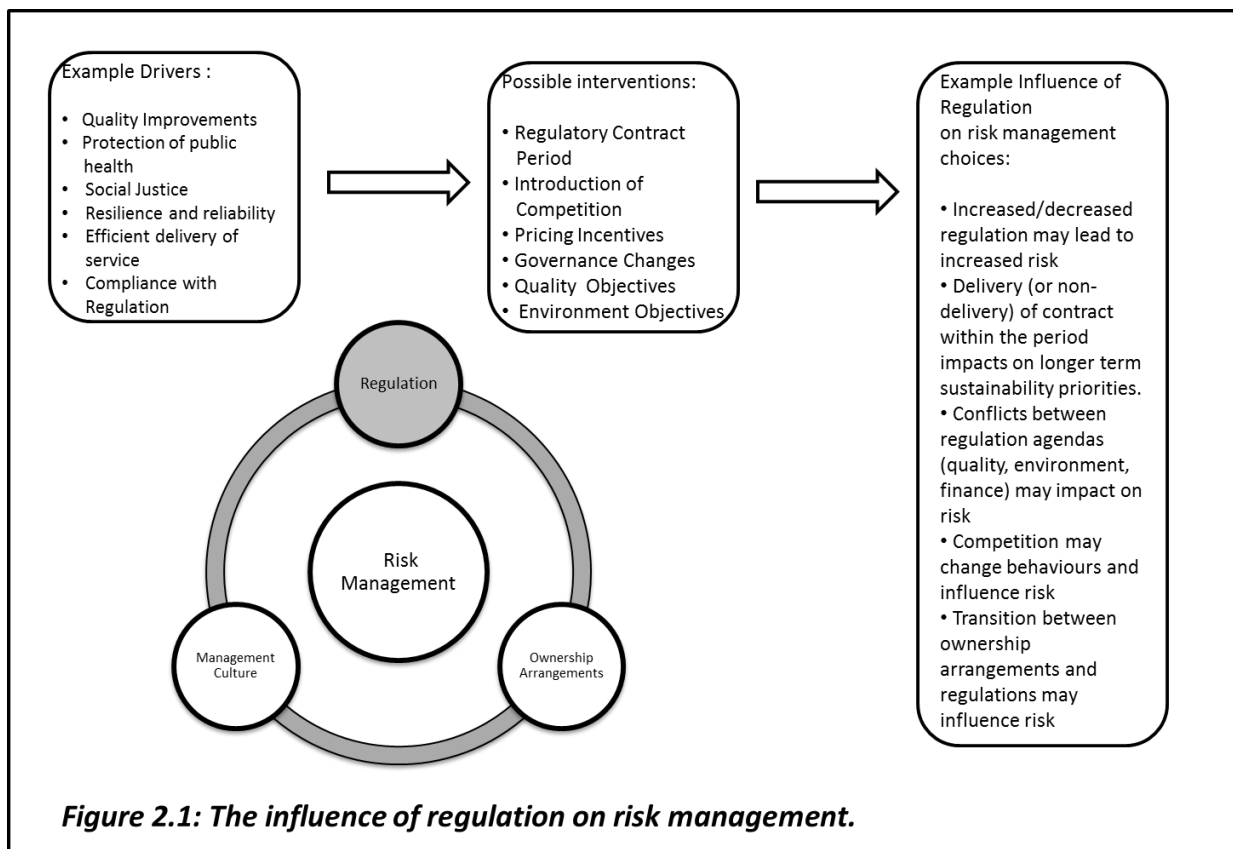 Example Drivers :
• Quality Improvements
• Protection of public
health
• Social Justice
• Resilience and reliability
• Efficient delivery of
service
• Compliance with
Regulation
Possible interventions:
• Regulatory Contract
Period
• Introduction of
Competition
• Pricing Incentives
• Governance Changes
• Quality Objectives
• Environment Objectives
Example Influence of
Regulation
on risk management
choices:
• Increased/decreased
regulation may lead to
increased risk
• Delivery (or non-
delivery) of contract
within the period
impacts on longer term
sustainability priorities.
• Conflicts between
regulation agendas
(quality, environment,
finance) may impact on
risk
• Competition may
change behaviours and
influence risk
• Transition between
ownership
arrangements and
regulations may
influence risk
Regulation
Risk
Management
Management
Culture
Ownership
Arrangements
Figure 2.1: The influence of regulation on risk management.